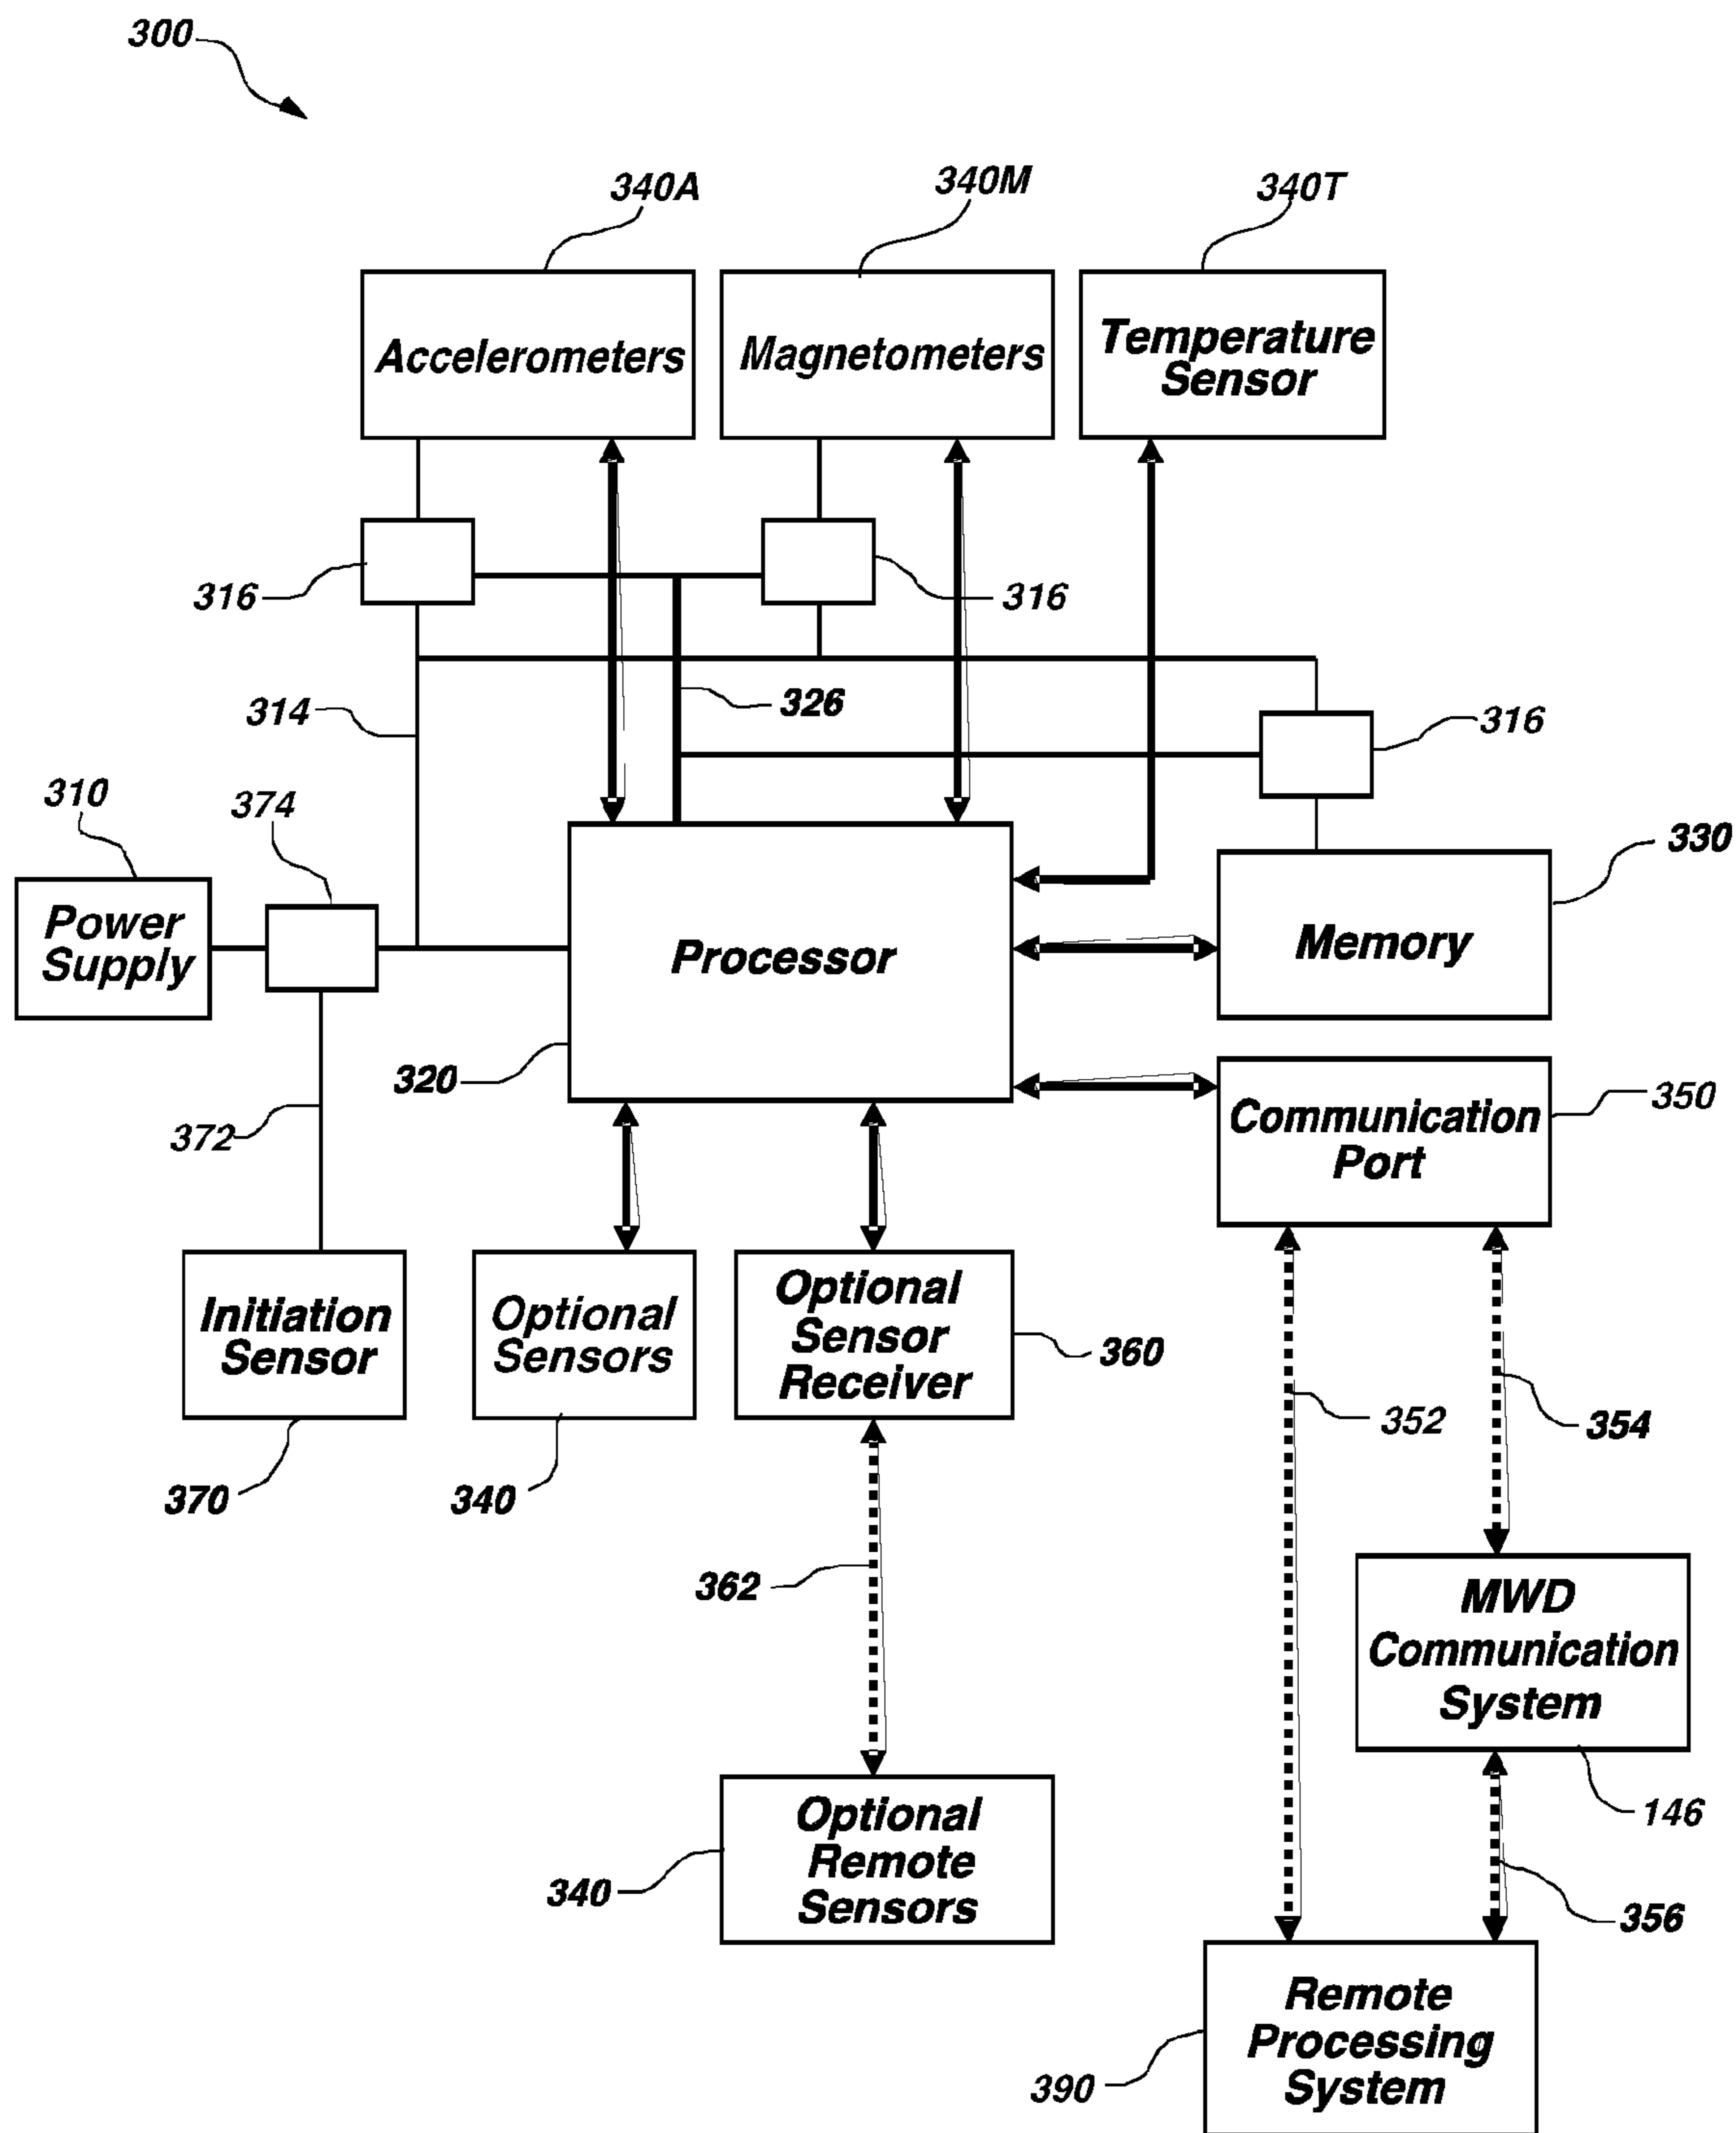 300
340A
340M
340T
Accelerometers
Magnetometers
Temperature
Sensor
316
316
314
326
316
310
374
330
Power
Supply
Processor
Memory
320
372
Communication
Port
350
Initiation
Sensor
Optional
Sensors
Optional
Sensor
Receiver
360
352
354
370
340
362
MWD
Communication
System
146
Optional
Remote
Sensors
340
356
Remote
Processing
System
390